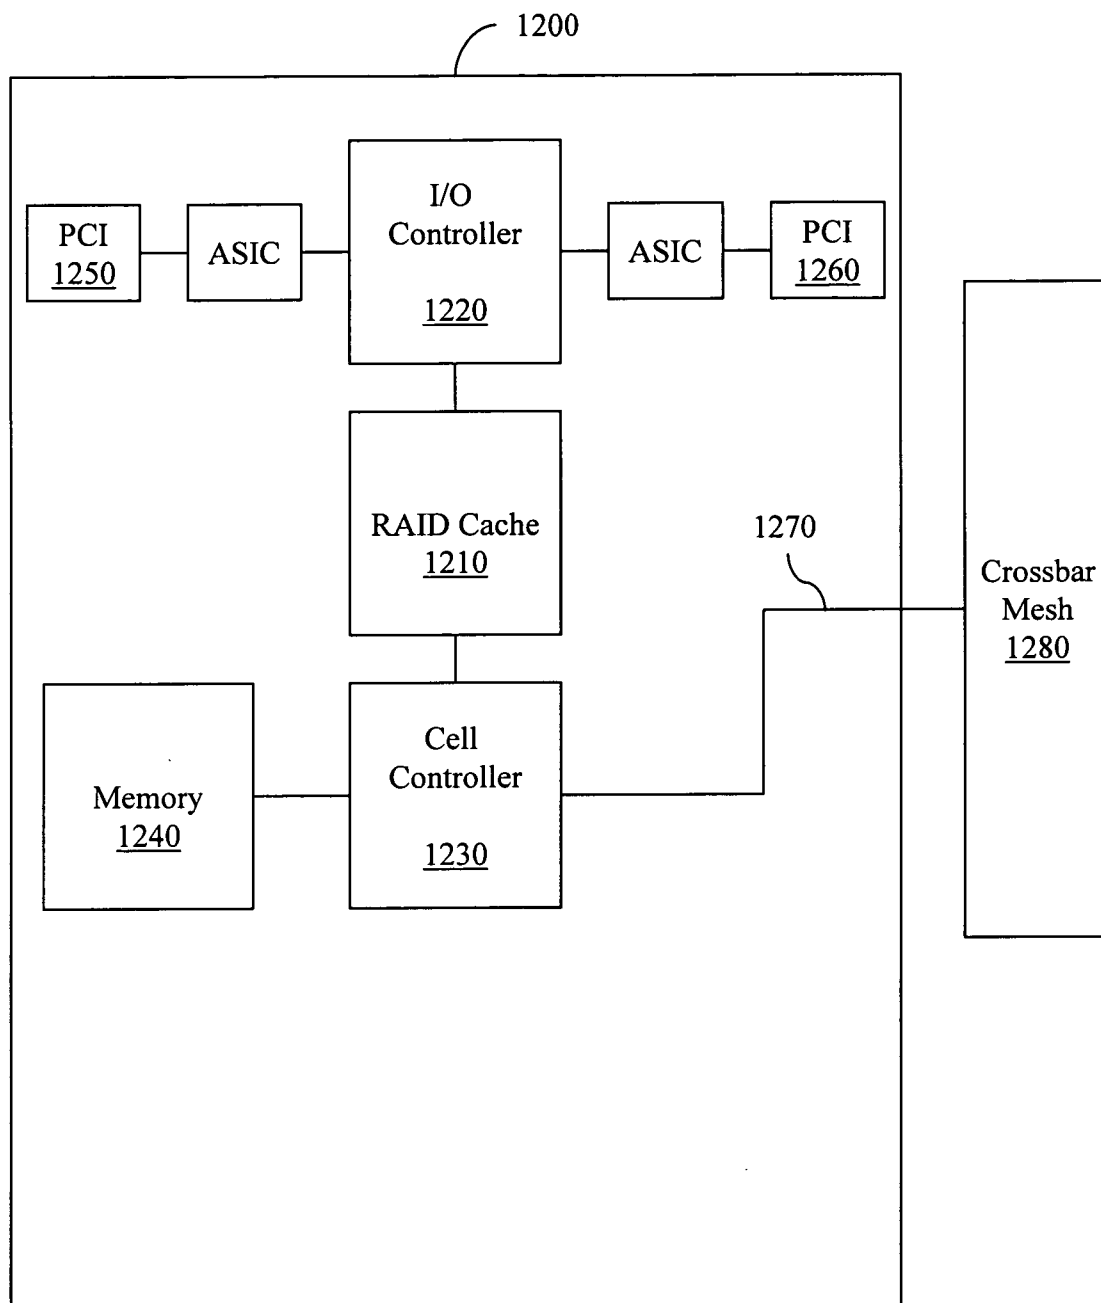 1200
I/O
Controller
1220
PCI
1250
ASIC
ASIC
PCI
1260
RAID Cache
1210
1270
Crossbar
Mesh
1280
Memory
1240
Cell
Controller
1230